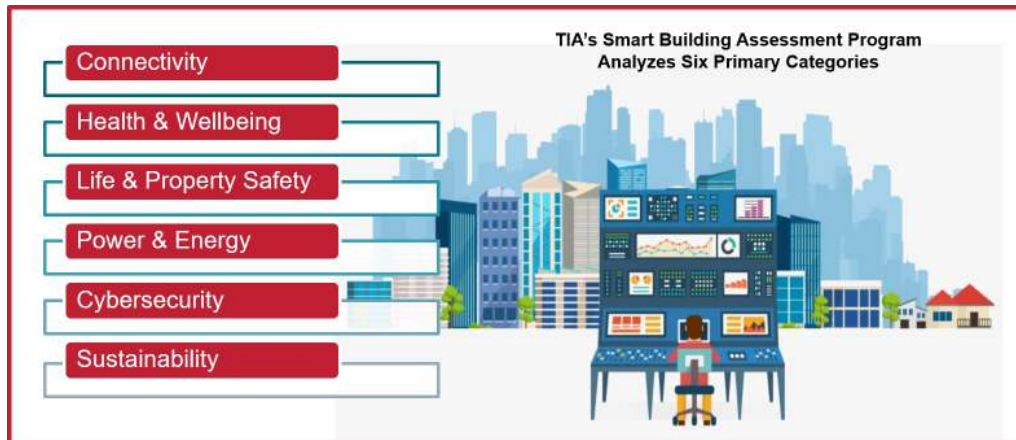 TIA's Smart Building Assessment Program
Analyzes Six Primary Categories
Connectivity
Health & Wellbeing
Life & Property Safety
Power & Energy
Cybersecurity
Sustainability